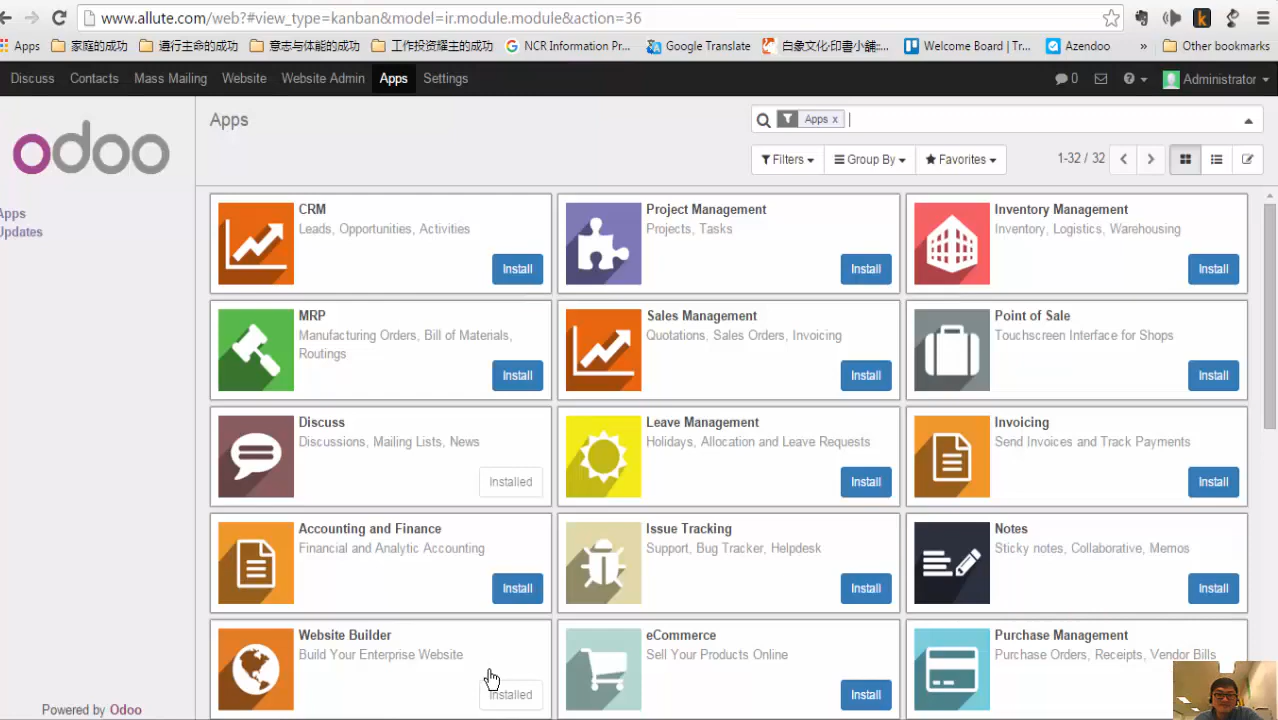 www.allute.com/web?#view_type=kanban&model=ir.module.module&action=36
Apps 家庭的成功 遁行主命的成功 意志与体能的成功 工作投资權主的成功 NCR Information Pr... Google Translate 白象文化·印書小舖:... Welcome Board | Tr... Azendoo » Other bookmarks
Discuss Contacts Mass Mailing Website Website Admin Apps Settings 0 Administrator
odoo
Apps
Updates
Apps
Apps x
Filters Group By Favorites 1-32 / 32
CRM
Leads, Opportunities, Activities
Install
Project Management
Projects, Tasks
Install
Inventory Management
Inventory, Logistics, Warehousing
Install
MRP
Manufacturing Orders, Bill of Materials,
Routings
Install
Sales Management
Quotations, Sales Orders, Invoicing
Install
Point of Sale
Touchscreen Interface for Shops
Install
Discuss
Discussions, Mailing Lists, News
Installed
Leave Management
Holidays, Allocation and Leave Requests
Install
Invoicing
Send Invoices and Track Payments
Install
Accounting and Finance
Financial and Analytic Accounting
Install
Issue Tracking
Support, Bug Tracker, Helpdesk
Install
Notes
Sticky notes, Collaborative, Memos
Install
Website Builder
Build Your Enterprise Website
Installed
eCommerce
Sell Your Products Online
Install
Purchase Management
Purchase Orders, Receipts, Vendor Bills
Powered by Odoo